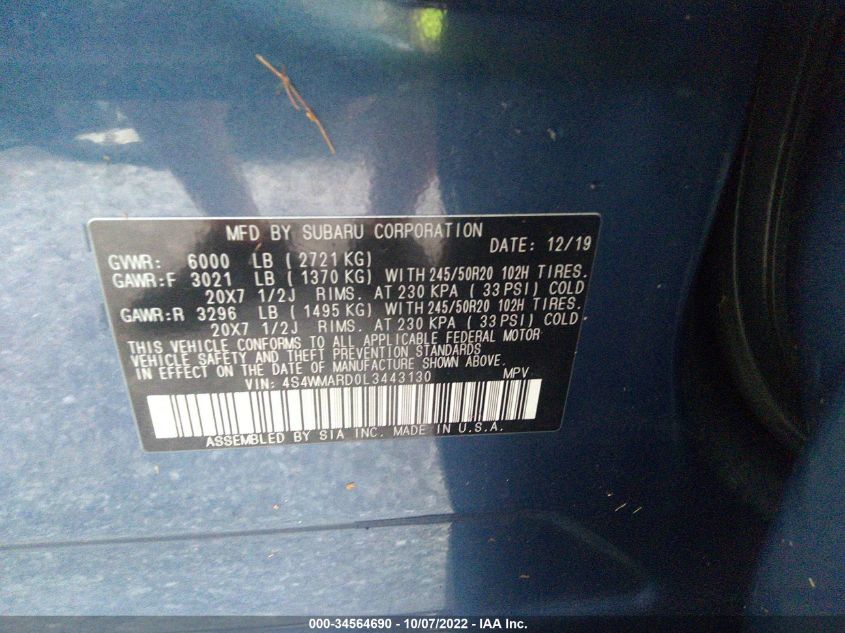 MFD BY SUBARU CORPORATION DATE: 12/19
GVWR: 6000 LB (2721 KG)
GAWR:F 3021 LB (1370 KG) WITH 245/50R20 102H TIRES.
20X7 1/2J RIMS. AT 230 KPA (33 PSI) COLD
GAWR:R 3296 LB (1495 KG) WITH 245/50R20 102H TIRES.
20X7 1/2J RIMS. AT 230 KPA (33 PSI) COLD
THIS VEHICLE CONFORMS TO ALL APPLICABLE FEDERAL MOTOR
VEHICLE SAFETY AND THEFT PREVENTION STANDARDS
IN EFFECT ON THE DATE OF MANUFACTURE SHOWN ABOVE.
VIN: 4S4WMARD0L3443130 MPV
ASSEMBLED BY SIA INC. MADE IN U.S.A.
000-34564690 - 10/07/2022 - IAA Inc.